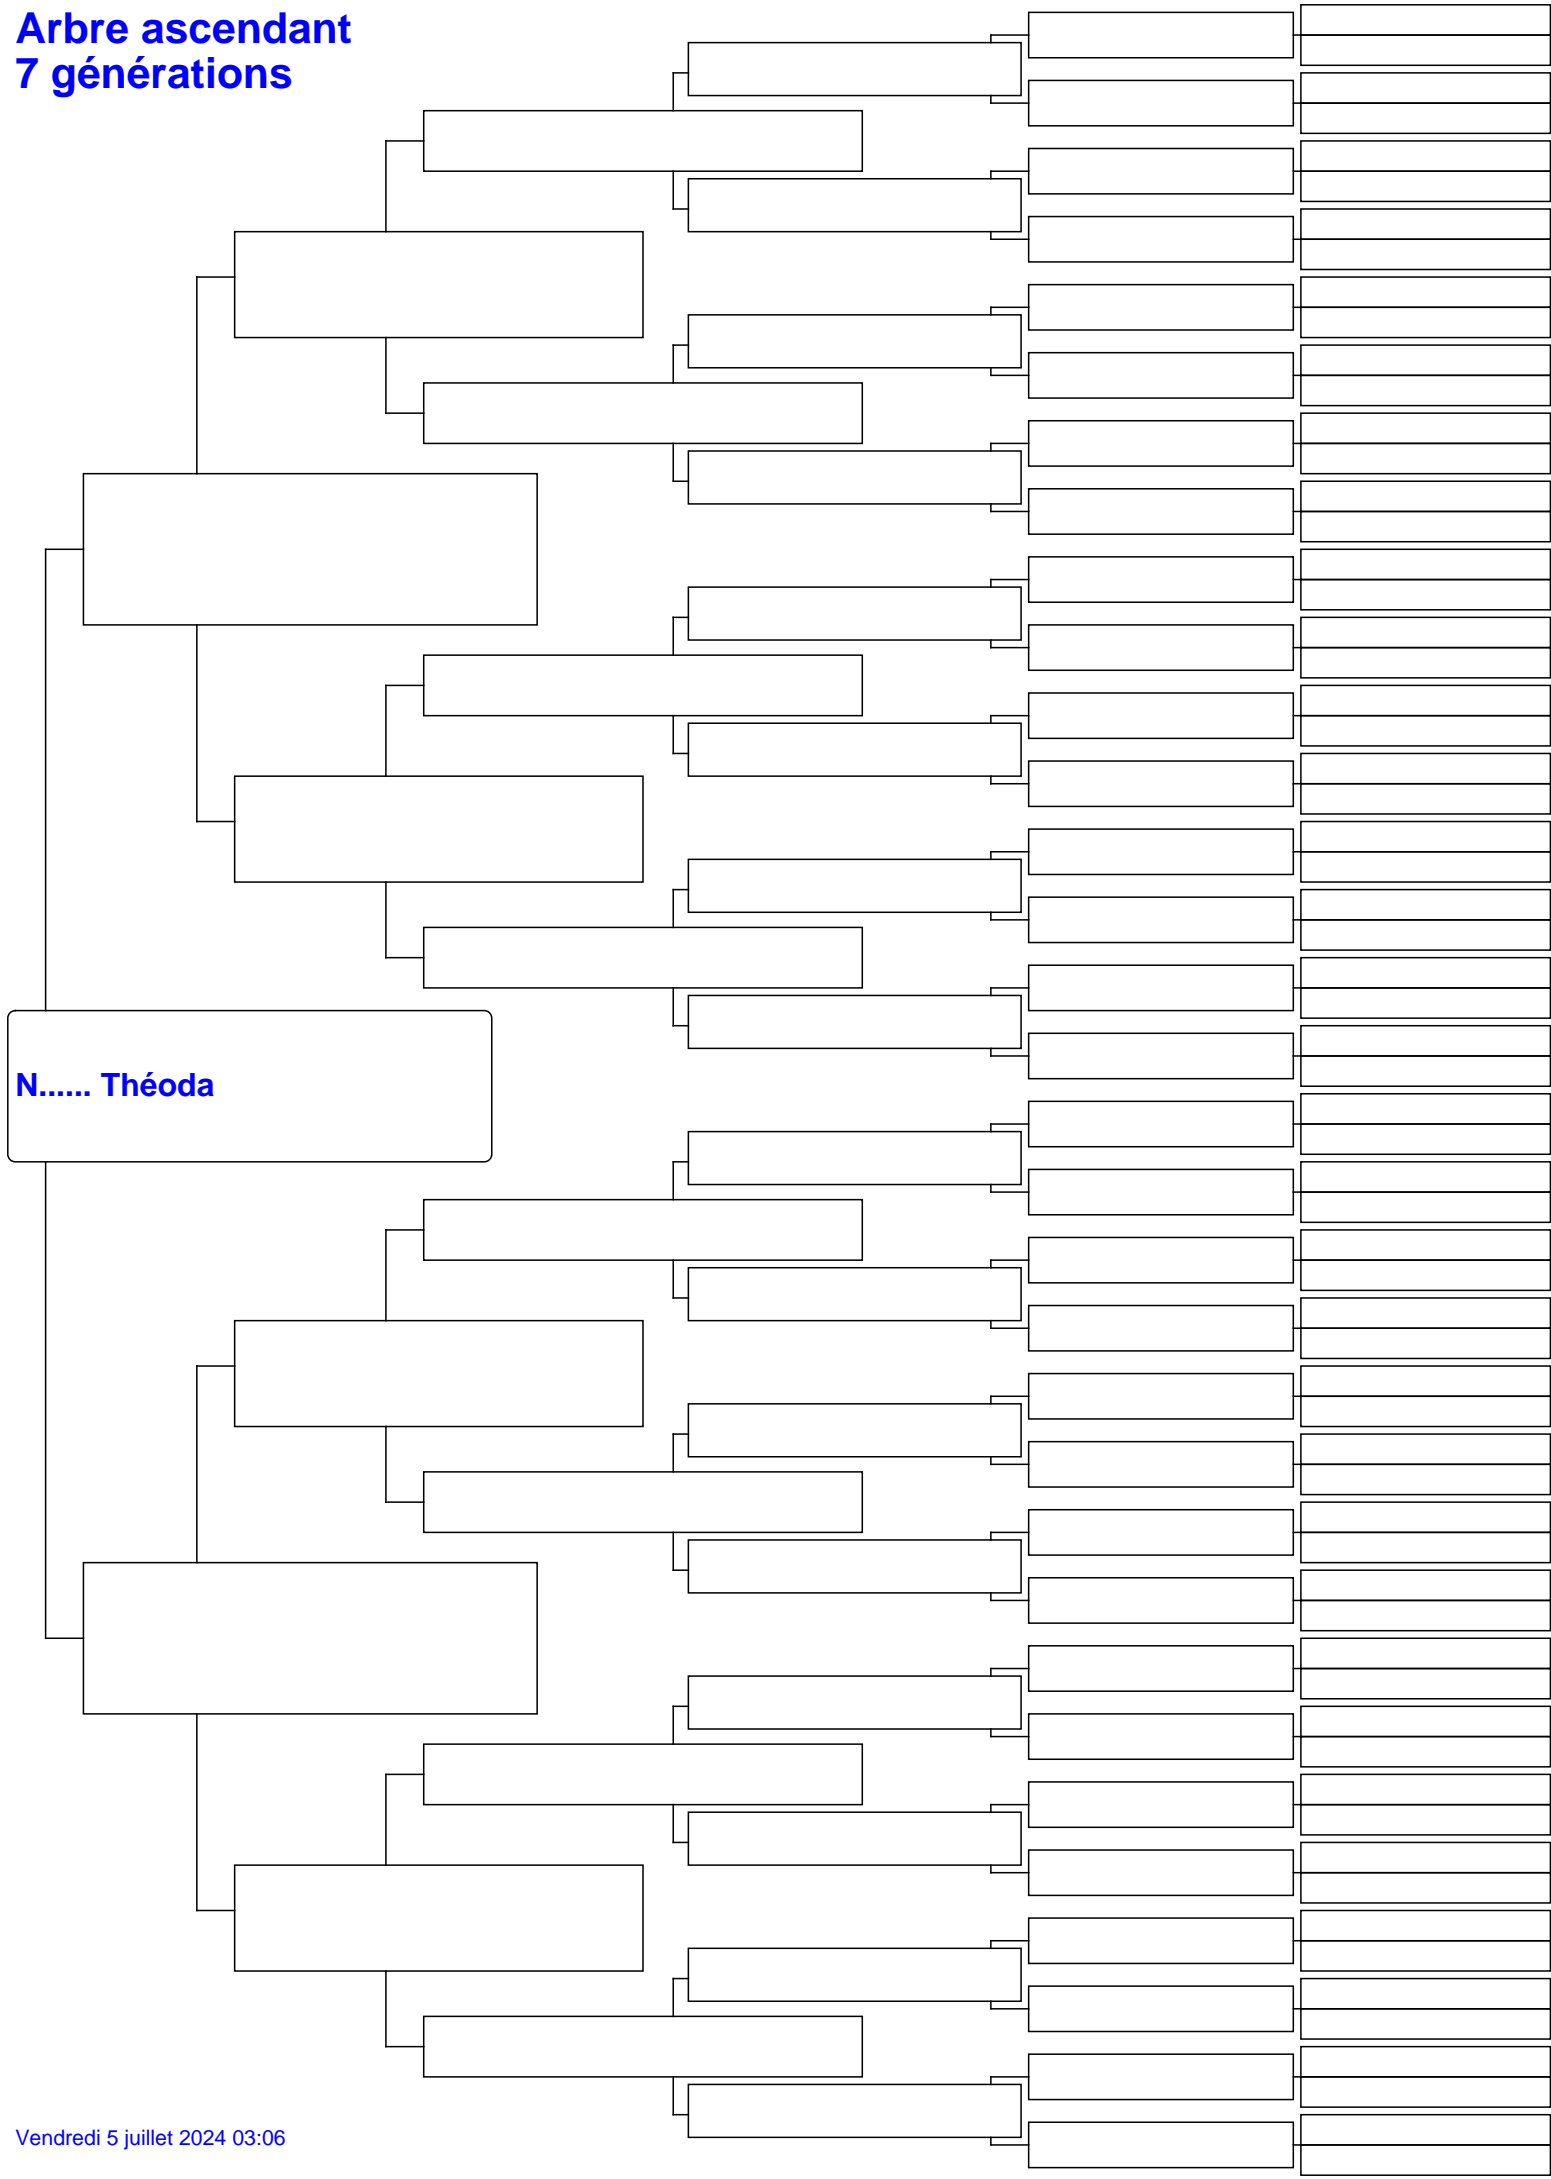 Arbre ascendant
7 générations
N...... Théoda
Vendredi 5 juillet 2024 03:06